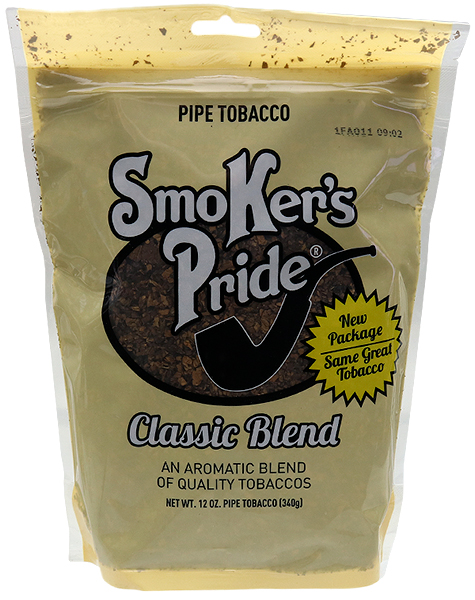 PIPE TOBACCO
1FA011 09:02
SmoKer's
Pride®
New
Package
Same Great
Tobacco
Classic Blend
AN AROMATIC BLEND
OF QUALITY TOBACCOS
NET WT. 12 OZ. PIPE TOBACCO (340g)